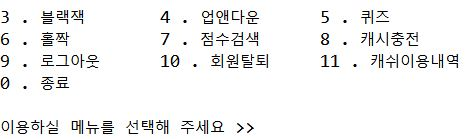 3 . 블랙잭 4 . 업앤다운 5 . 퀴즈
6 . 홀짝 7 . 점수검색 8 . 캐시충전
9 . 로그아웃 10 . 회원탈퇴 11 . 캐쉬이용내역
0 . 종료
이용하실 메뉴를 선택해 주세요 >>